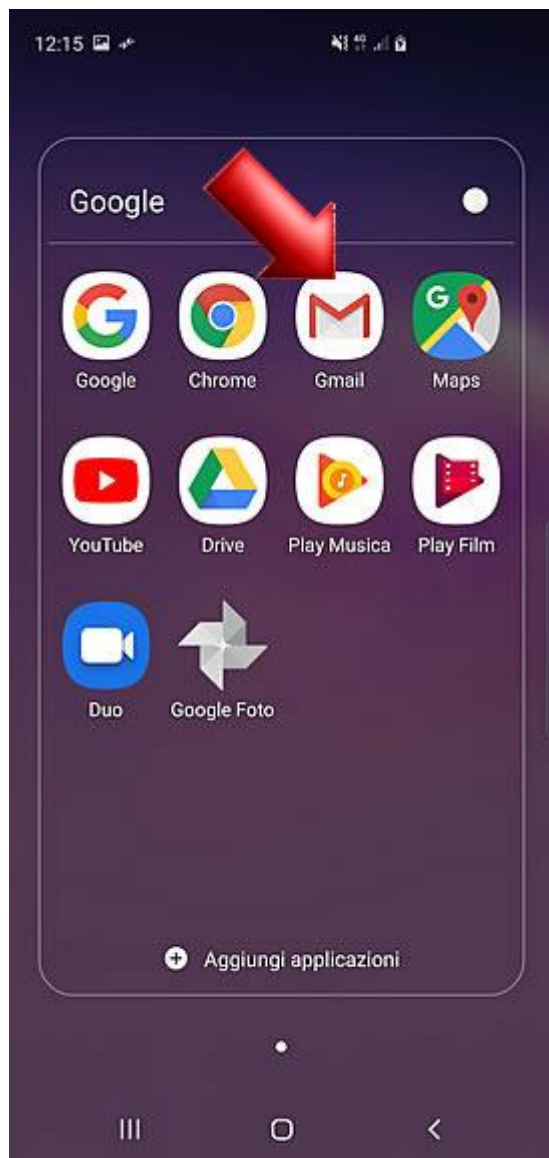 12:15
Google
Google Chrome Gmail Maps
YouTube Drive Play Musica Play Film
Duo Google Foto
Aggiungi applicazioni